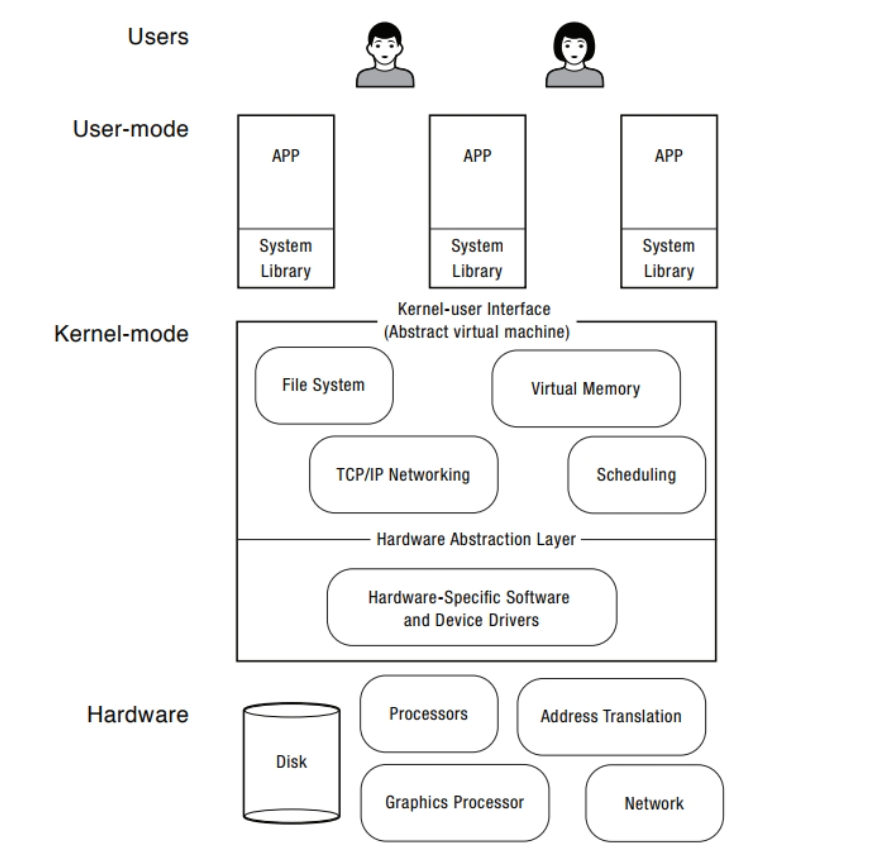 Users
User-mode
APP
APP
APP
System
Library
System
Library
System
Library
Kernel-user Interface
(Abstract virtual machine)
Kernel-mode
File System
Virtual Memory
TCP/IP Networking
Scheduling
Hardware Abstraction Layer
Hardware-Specific Software
and Device Drivers
Hardware
Processors
Address Translation
Disk
Graphics Processor
Network